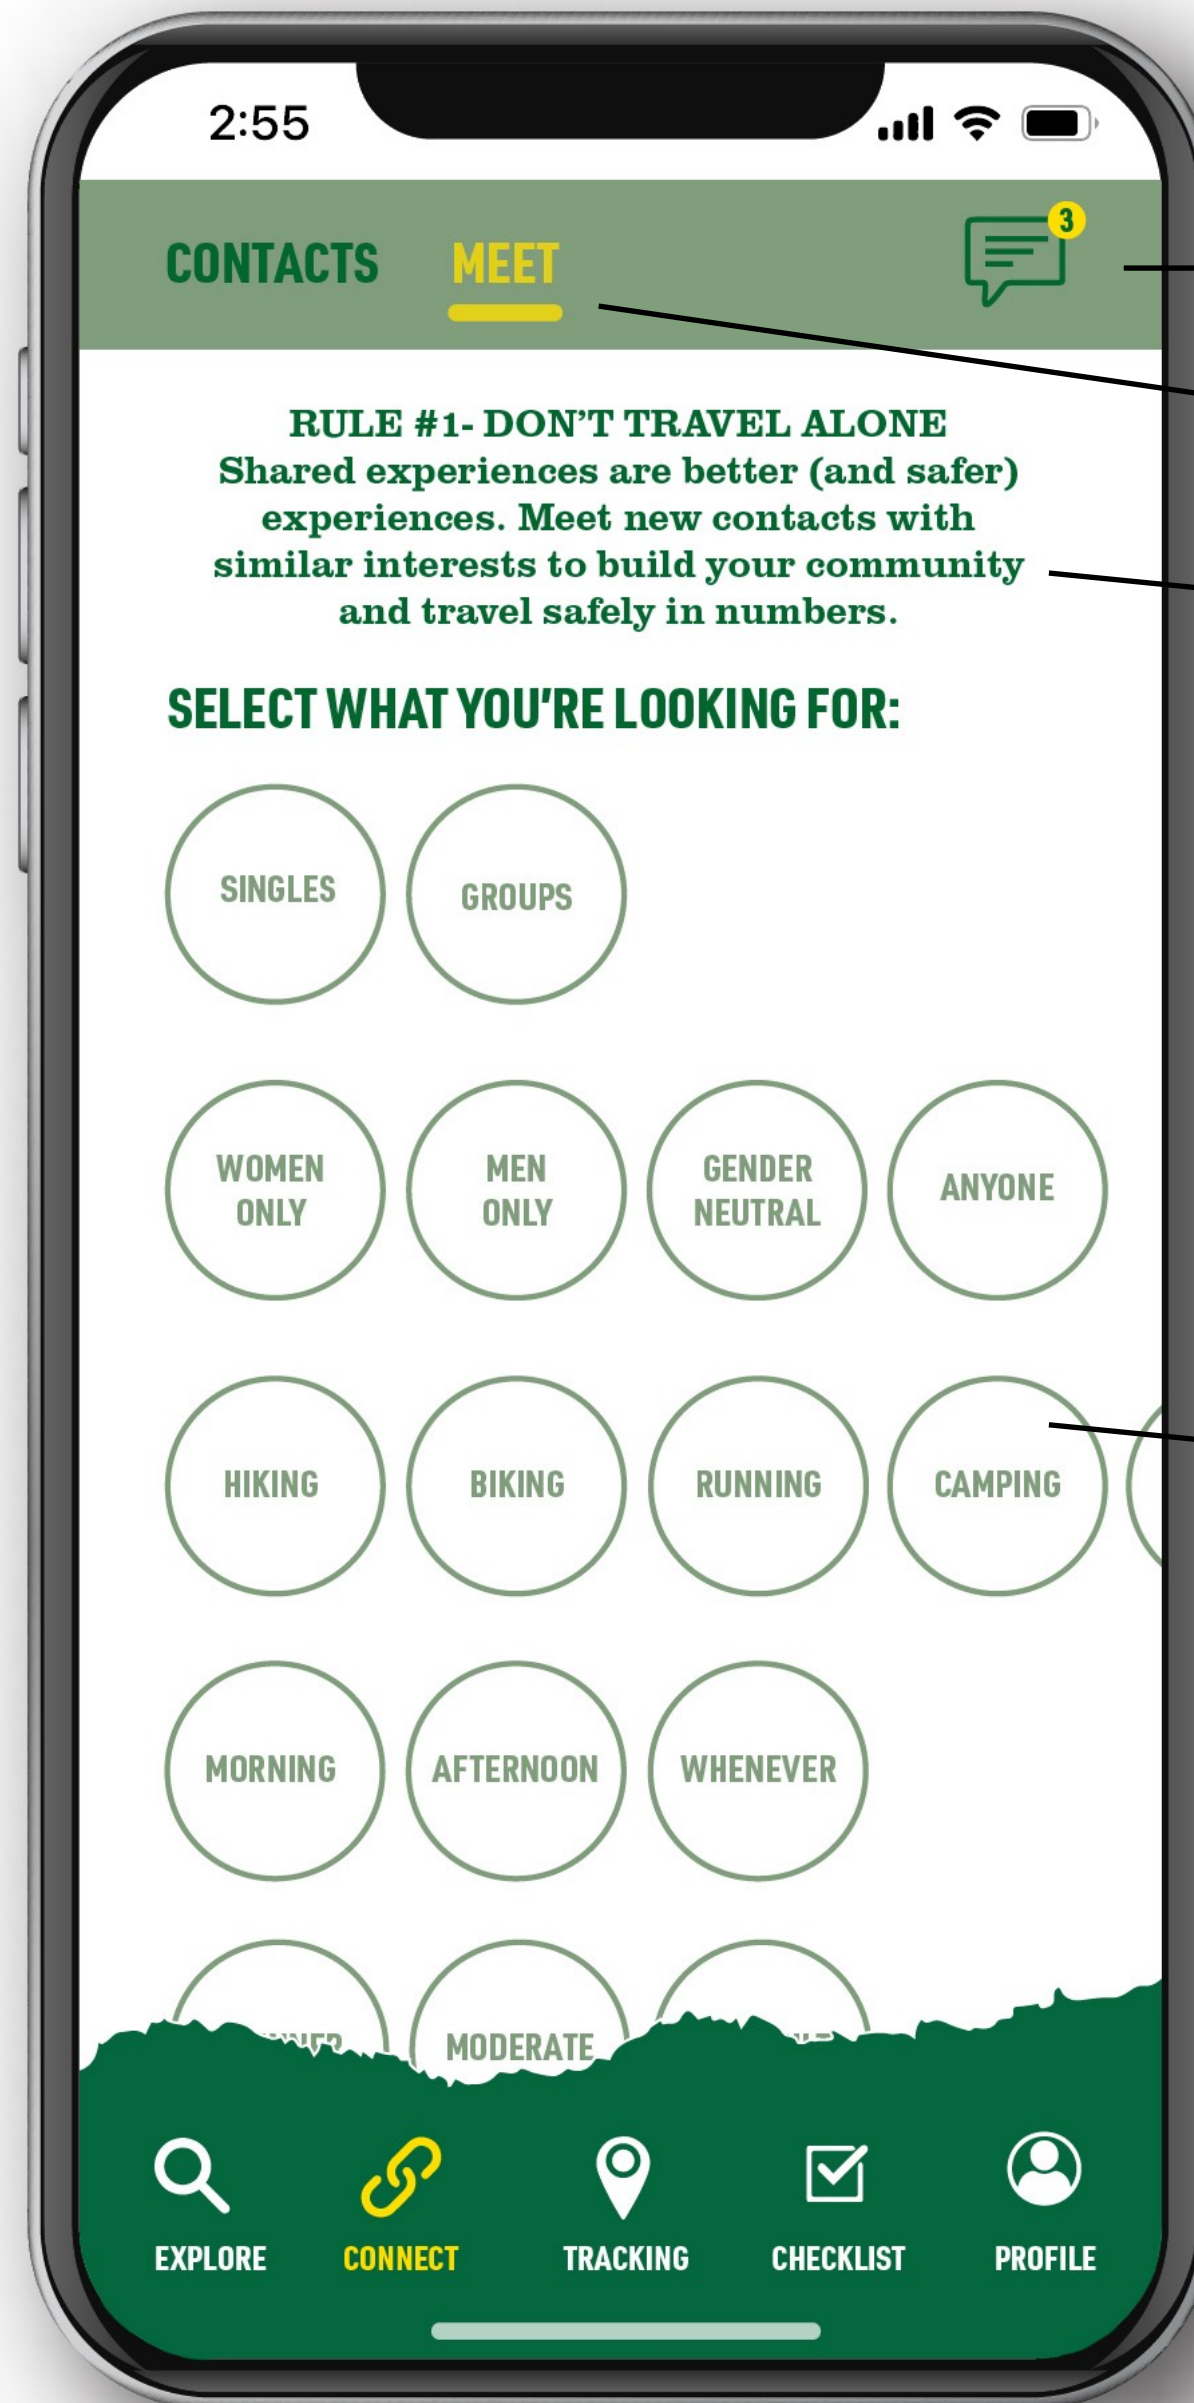 2:55
CONTACTS MEET 3
RULE #1- DON'T TRAVEL ALONE
Shared experiences are better (and safer)
experiences. Meet new contacts with
similar interests to build your community
and travel safely in numbers.
SELECT WHAT YOU'RE LOOKING FOR:
SINGLES GROUPS
WOMEN ONLY MEN ONLY GENDER NEUTRAL ANYONE
HIKING BIKING RUNNING CAMPING
MORNING AFTERNOON WHENEVER
MODERATE
EXPLORE CONNECT TRACKING CHECKLIST PROFILE